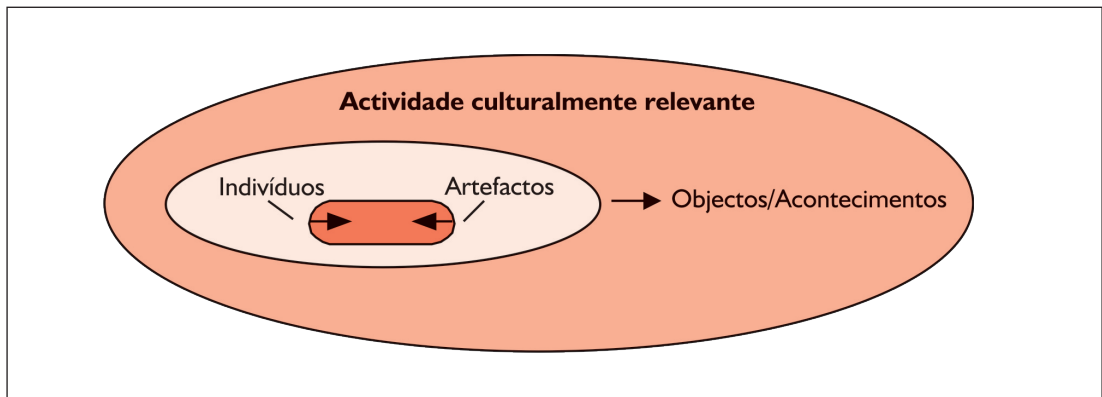 Actividade culturalmente relevante
Indivíduos
Artefactos
Objectos/Acontecimentos